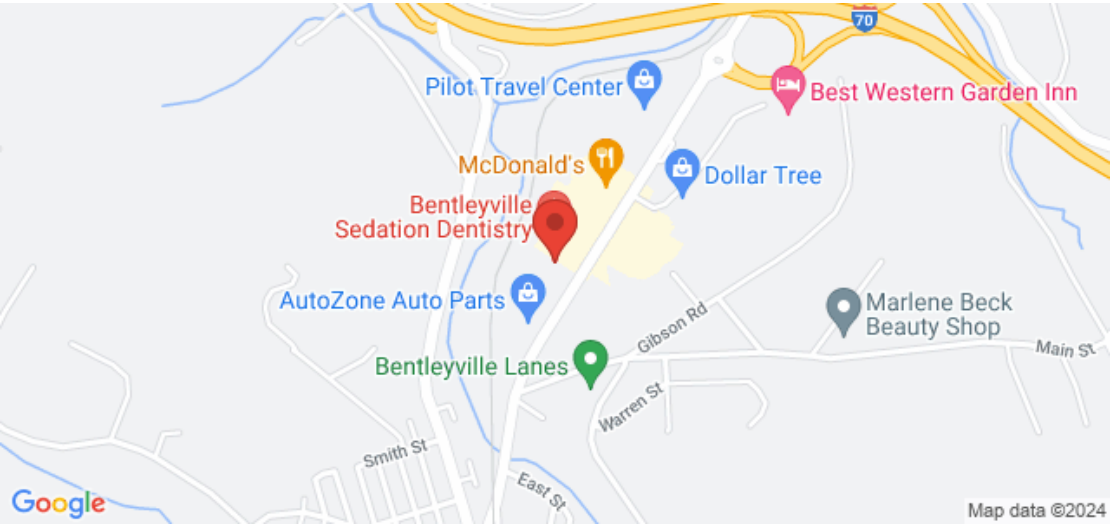 70
Pilot Travel Center
Best Western Garden Inn
McDonald's
Dollar Tree
Bentleyville
Sedation Dentistry
AutoZone Auto Parts
Marlene Beck
Beauty Shop
Gibson Rd
Main St
Bentleyville Lanes
Warren St
Smith St
East St
Google
Map data ©2024